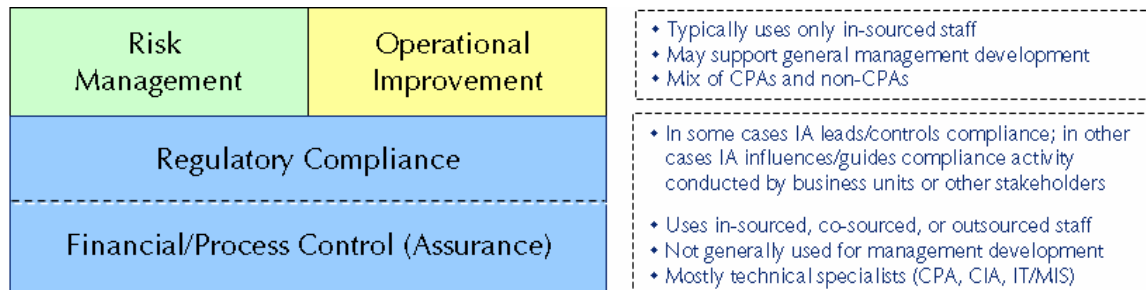 Risk
Management
Operational
Improvement
Regulatory Compliance
Financial/Process Control (Assurance)
• Typically uses only in-sourced staff
• May support general management development
• Mix of CPAs and non-CPAs
• In some cases IA leads/controls compliance; in other
cases IA influences/guides compliance activity
conducted by business units or other stakeholders
• Uses in-sourced, co-sourced, or outsourced staff
• Not generally used for management development
• Mostly technical specialists (CPA, CIA, IT/MIS)